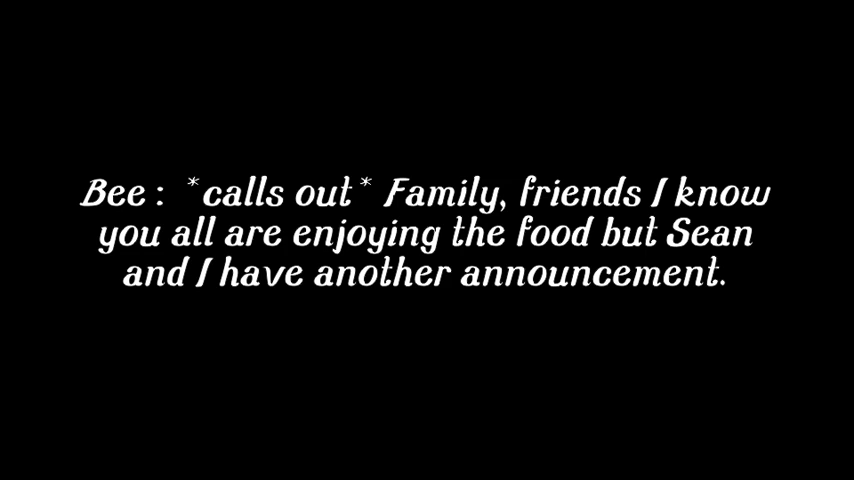 Bee : *calls out* Family, friends I know
you all are enjoying the food but Sean
and I have another announcement.